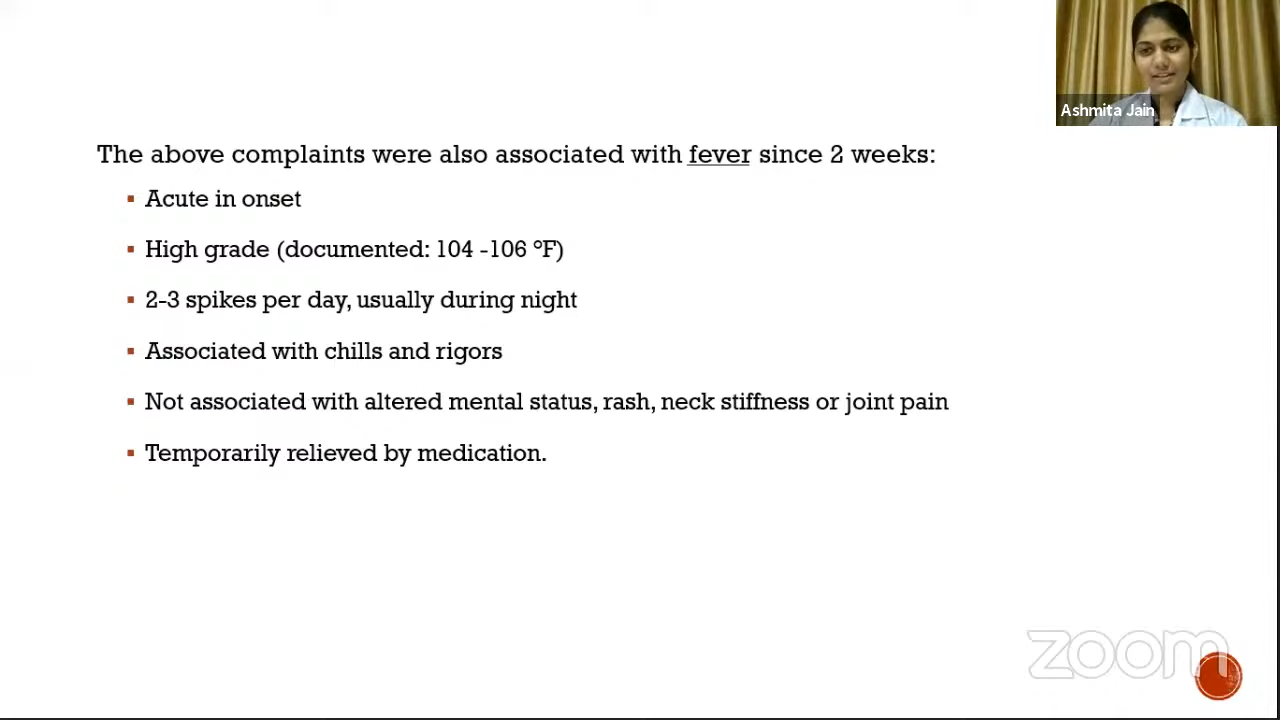 Ashmita Jain
The above complaints were also associated with fever since 2 weeks:
▪ Acute in onset
▪ High grade (documented: 104 -106 °F)
▪ 2-3 spikes per day, usually during night
▪ Associated with chills and rigors
▪ Not associated with altered mental status, rash, neck stiffness or joint pain
▪ Temporarily relieved by medication.
zoom